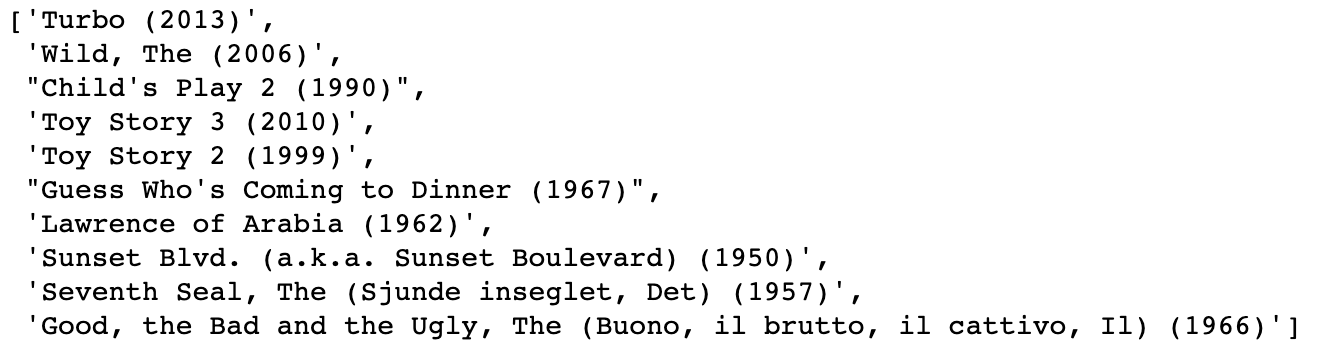 ['Turbo (2013)',
'Wild, The (2006)',
"Child's Play 2 (1990)",
'Toy Story 3 (2010)',
'Toy Story 2 (1999)',
"Guess Who's Coming to Dinner (1967)",
'Lawrence of Arabia (1962)',
'Sunset Blvd. (a.k.a. Sunset Boulevard) (1950)',
'Seventh Seal, The (Sjunde inseglet, Det) (1957)',
'Good, the Bad and the Ugly, The (Buono, il brutto, il cattivo, Il) (1966)']